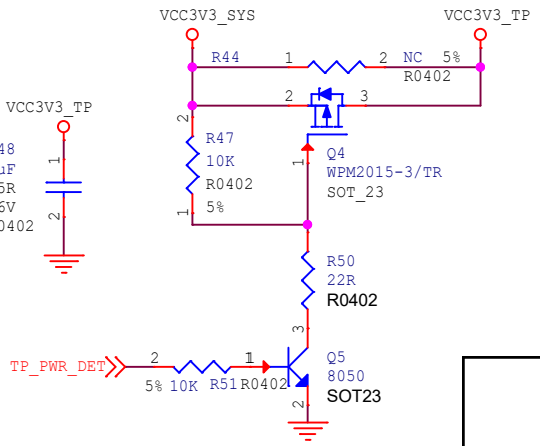 VCC3V3_SYS
VCC3V3_TP
R44
1
2
NC
5%
R0402
2
3
VCC3V3_TP
2
R47
10K
R0402
5%
1
1
Q4
WPM2015-3/TR
SOT_23
48
uF
5R
6V
0402
1
2
R50
22R
R0402
3
TP_PWR_DET
2
5%
10K
R51
1
R0402
1
Q5
8050
SOT23
2